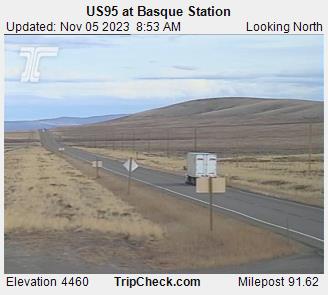 US95 at Basque Station
Updated: Nov 05 2023 8:53 AM Looking North
Elevation 4460 TripCheck.com Milepost 91.62